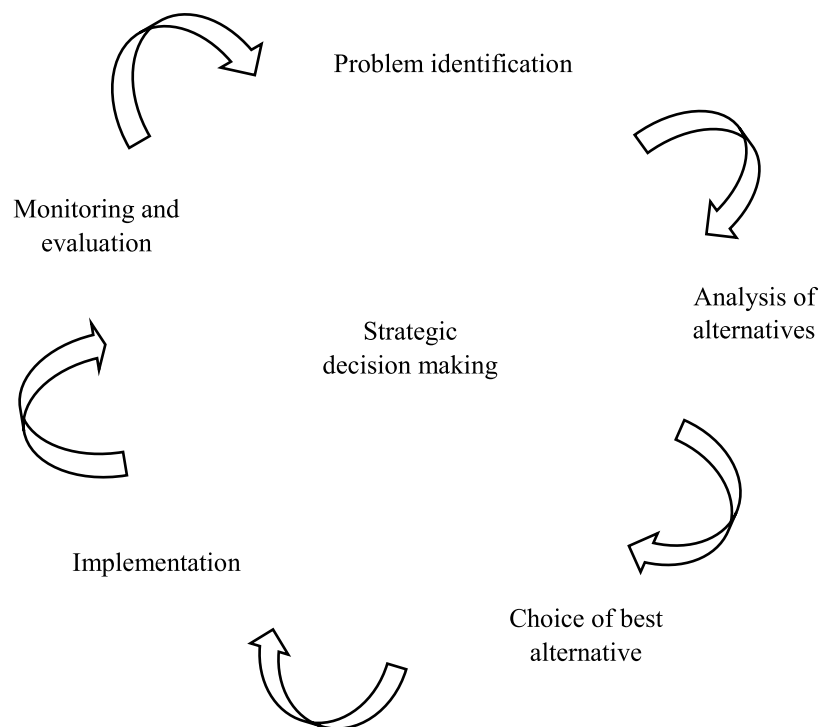 Problem identification
Monitoring and
evaluation
Analysis of
alternatives
Strategic
decision making
Implementation
Choice of best
alternative